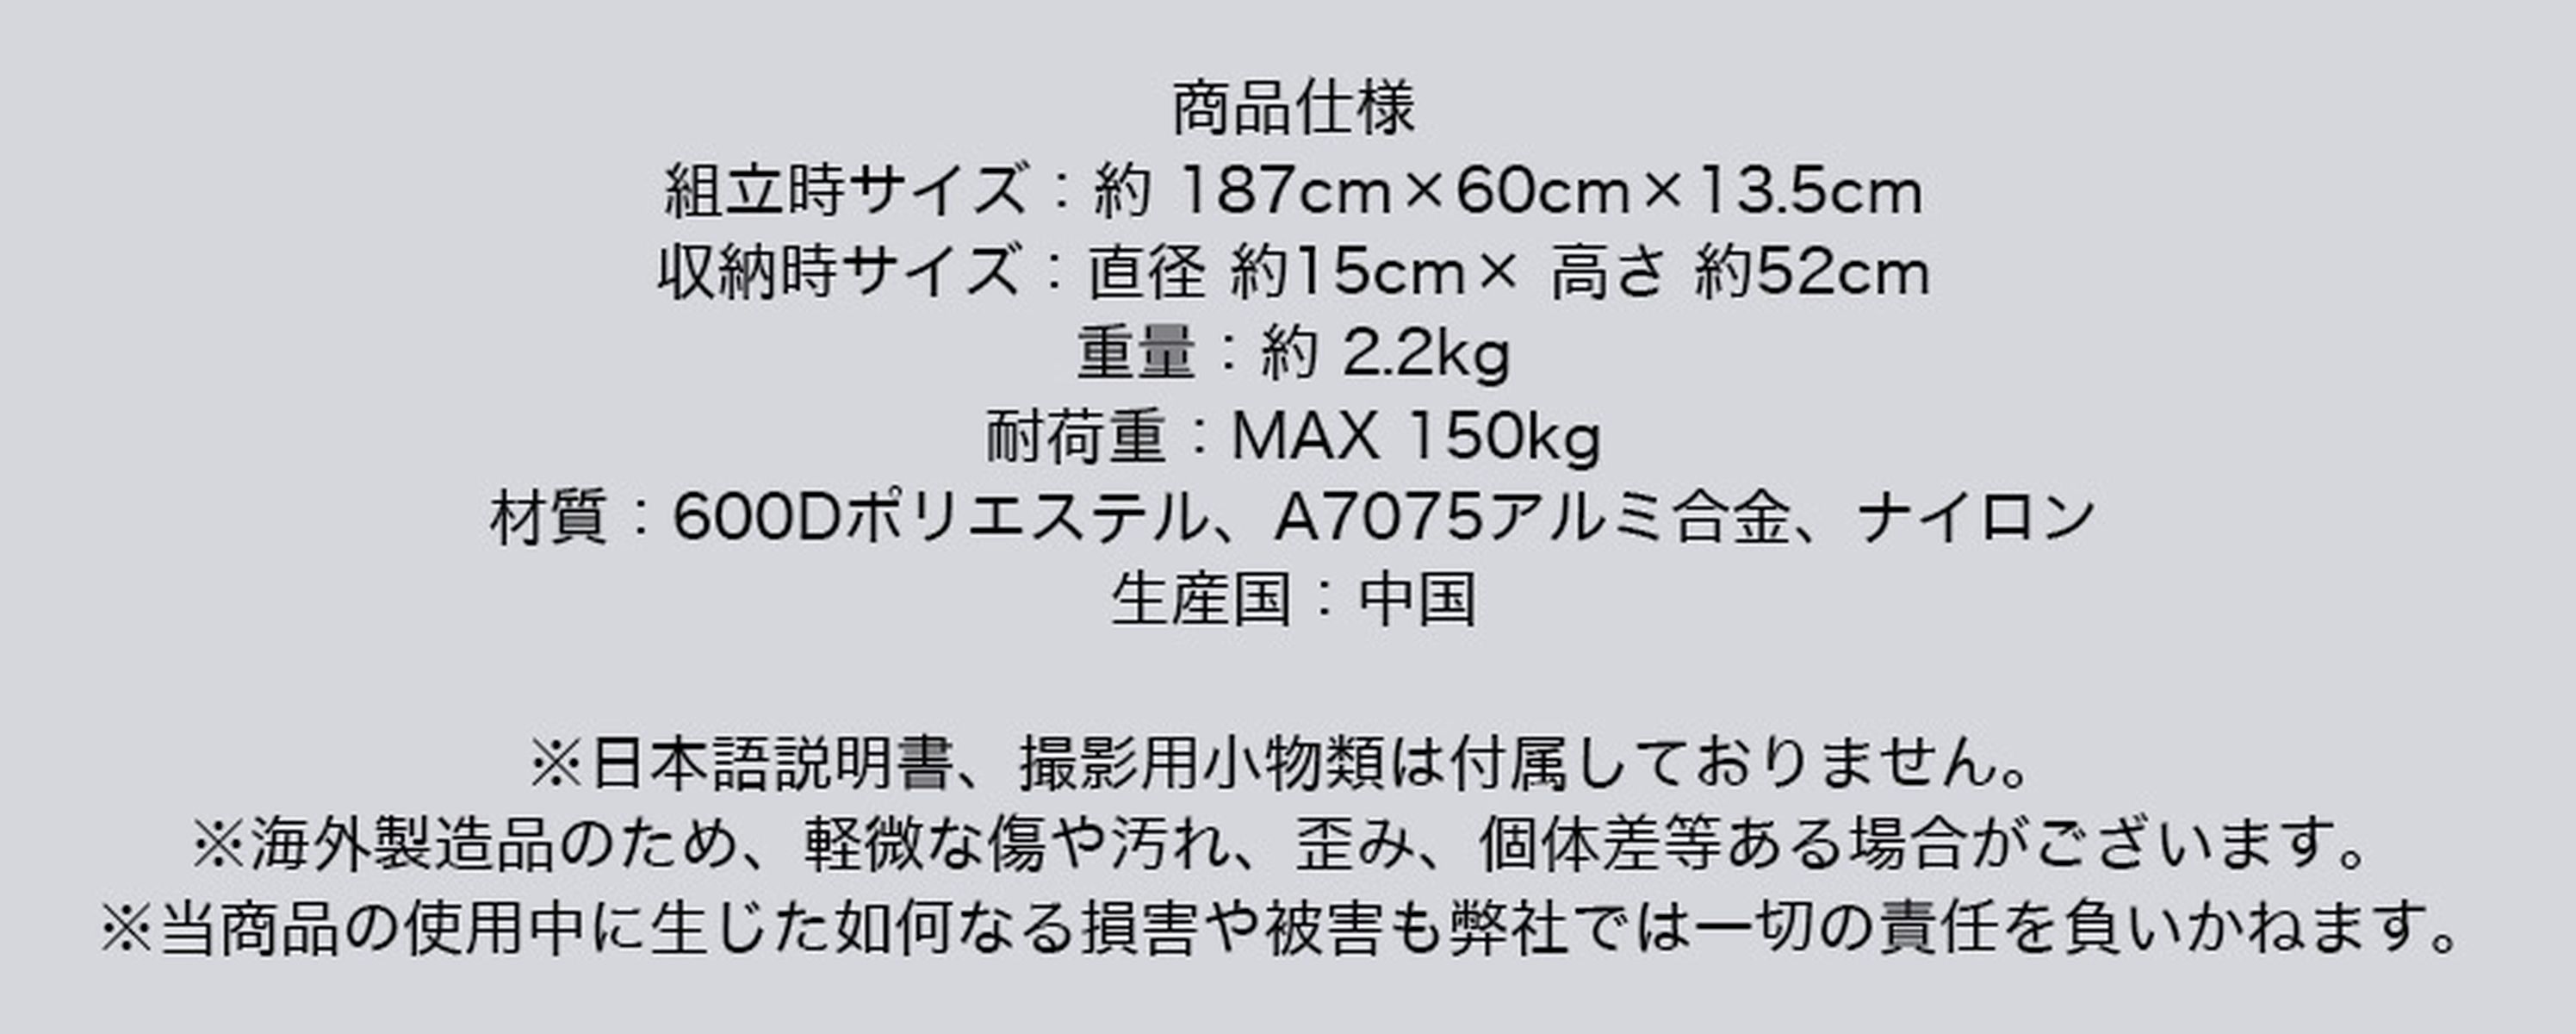 商品仕様
組立時サイズ：約 187cm×60cm×13.5cm
収納時サイズ：直径 約15cm× 高さ 約52cm
重量：約 2.2kg
耐荷重：MAX 150kg
材質：600Dポリエステル、A7075アルミ合金、ナイロン
生産国：中国
※日本語説明書、撮影用小物類は付属しておりません。
※海外製造品のため、軽微な傷や汚れ、歪み、個体差等ある場合がございます。
※当商品の使用中に生じた如何なる損害や被害も弊社では一切の責任を負いかねます。